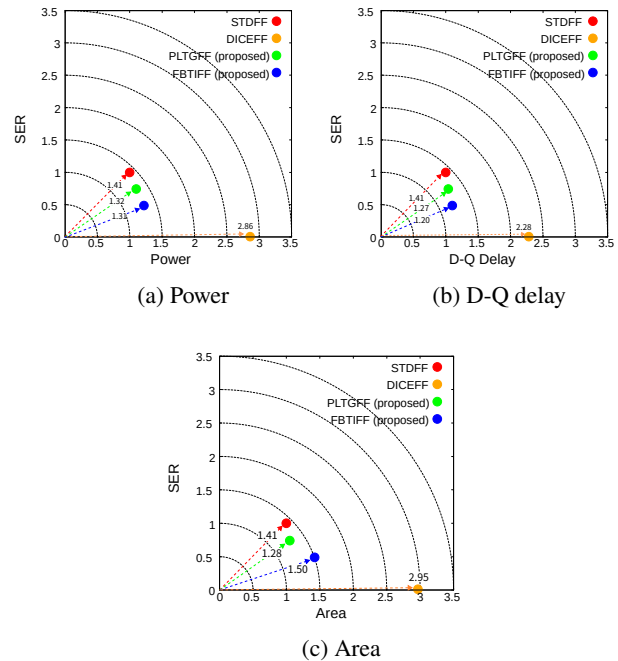 3.5
3
2.5
2
1.5
1
0.5
0
SER
STDFF
DICEFF
PLTGFF (proposed)
FBTIFF (proposed)
1.41
1.32
1.31
2.86
0 0.5 1 1.5 2 2.5 3 3.5
Power
(a) Power
3.5
3
2.5
2
1.5
1
0.5
0
SER
STDFF
DICEFF
PLTGFF (proposed)
FBTIFF (proposed)
1.41
1.27
1.20
2.28
0 0.5 1 1.5 2 2.5 3 3.5
D-Q Delay
(b) D-Q delay
3.5
3
2.5
2
1.5
1
0.5
0
SER
STDFF
DICEFF
PLTGFF (proposed)
FBTIFF (proposed)
1.41
1.28
1.50
2.95
0 0.5 1 1.5 2 2.5 3 3.5
Area
(c) Area